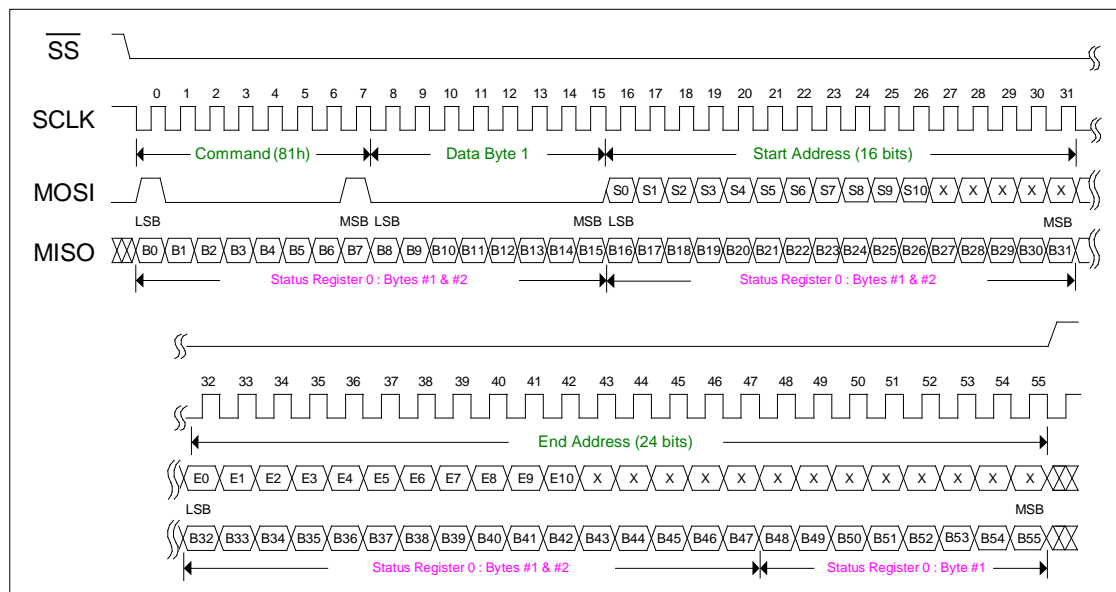 SS
0 1 2 3 4 5 6 7 8 9 10 11 12 13 14 15 16 17 18 19 20 21 22 23 24 25 26 27 28 29 30 31
SCLK
Command (81h) Data Byte 1 Start Address (16 bits)
MOSI S0 S1 S2 S3 S4 S5 S6 S7 S8 S9 S10 X X X X X
LSB MSB LSB MSB LSB MSB
MISO B0 B1 B2 B3 B4 B5 B6 B7 B8 B9 B10 B11 B12 B13 B14 B15 B16 B17 B18 B19 B20 B21 B22 B23 B24 B25 B26 B27 B28 B29 B30 B31
Status Register 0 : Bytes #1 & #2 Status Register 0 : Bytes #1 & #2
32 33 34 35 36 37 38 39 40 41 42 43 44 45 46 47 48 49 50 51 52 53 54 55
End Address (24 bits)
E0 E1 E2 E3 E4 E5 E6 E7 E8 E9 E10 X X X X X X X X X X X X X
LSB MSB
B32 B33 B34 B35 B36 B37 B38 B39 B40 B41 B42 B43 B44 B45 B46 B47 B48 B49 B50 B51 B52 B53 B54 B55
Status Register 0 : Bytes #1 & #2 Status Register 0 : Byte #1